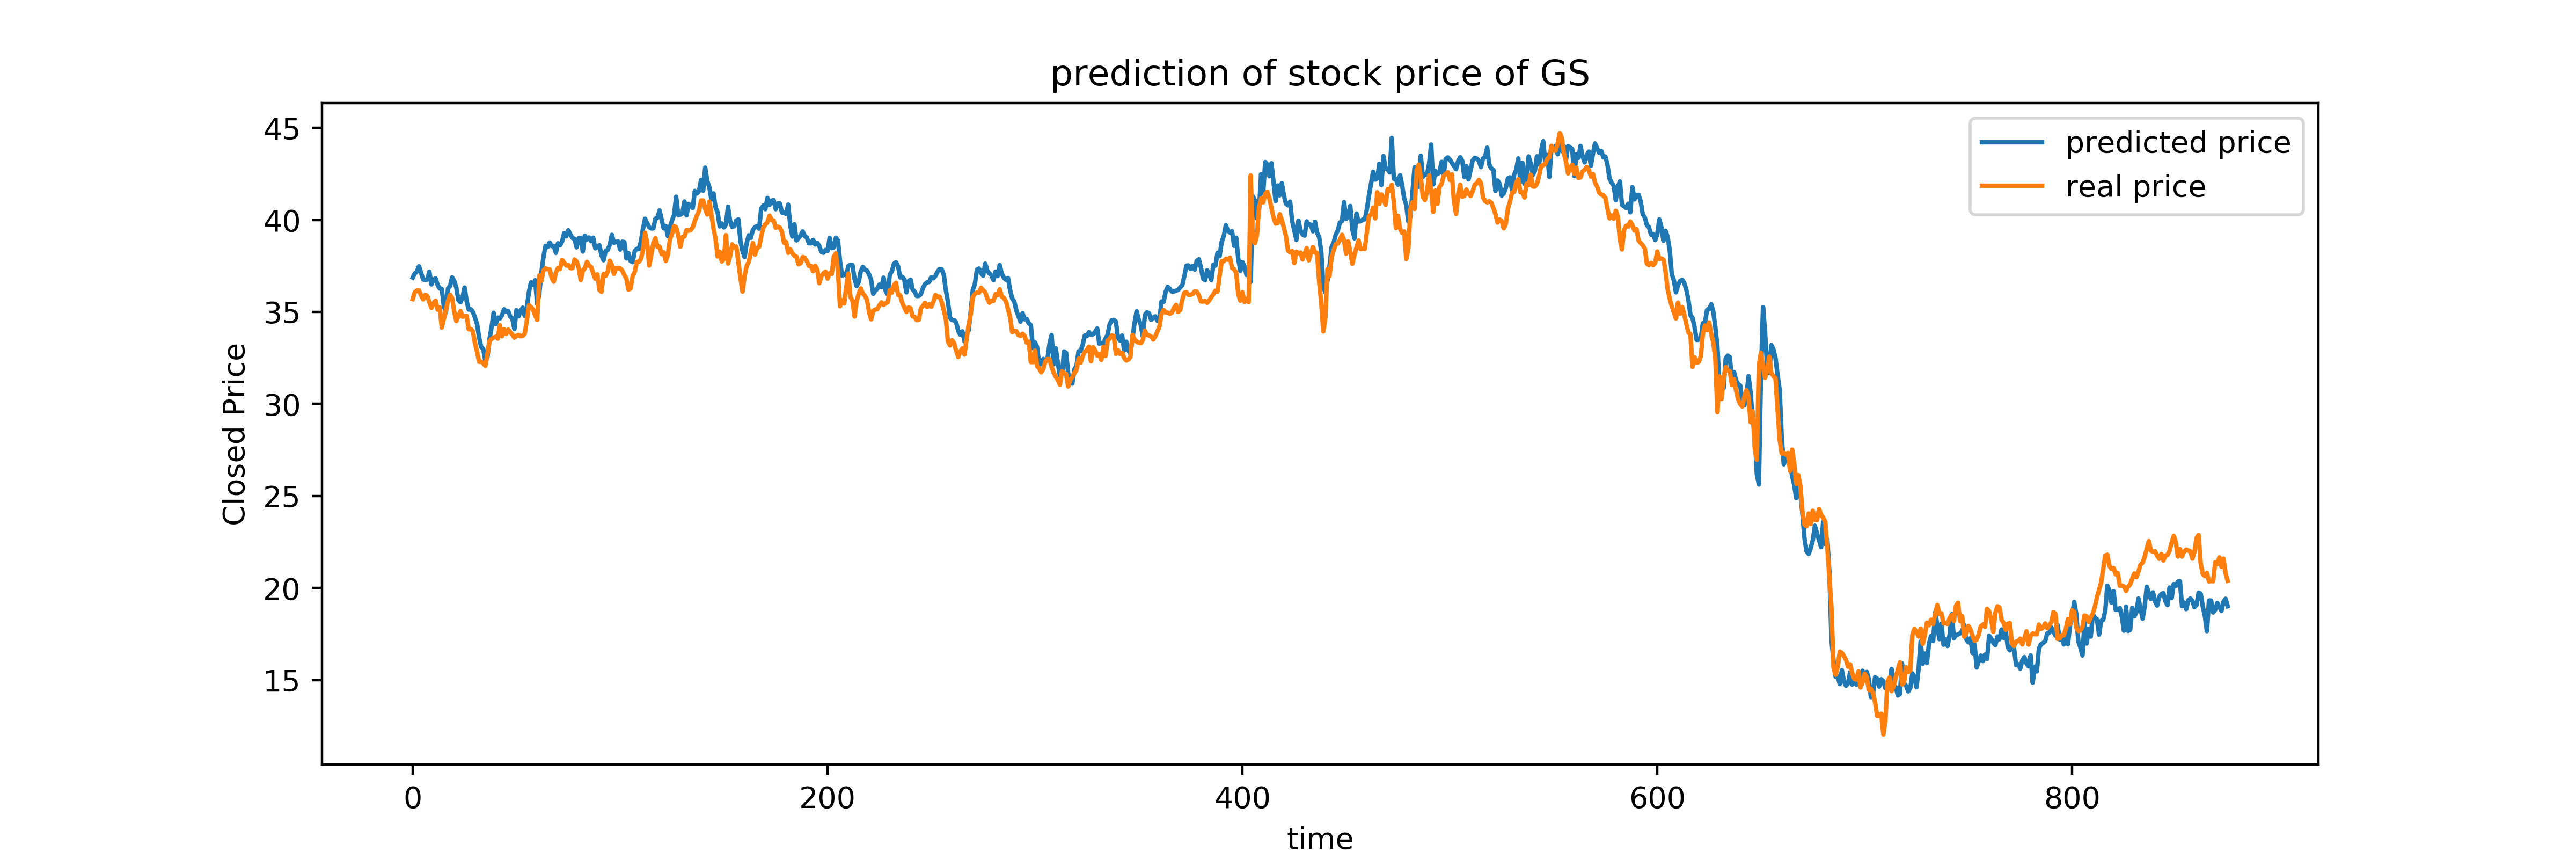 prediction of stock price of GS
predicted price
real price
Closed Price
45
40
35
30
25
20
15
0 200 400 600 800
time